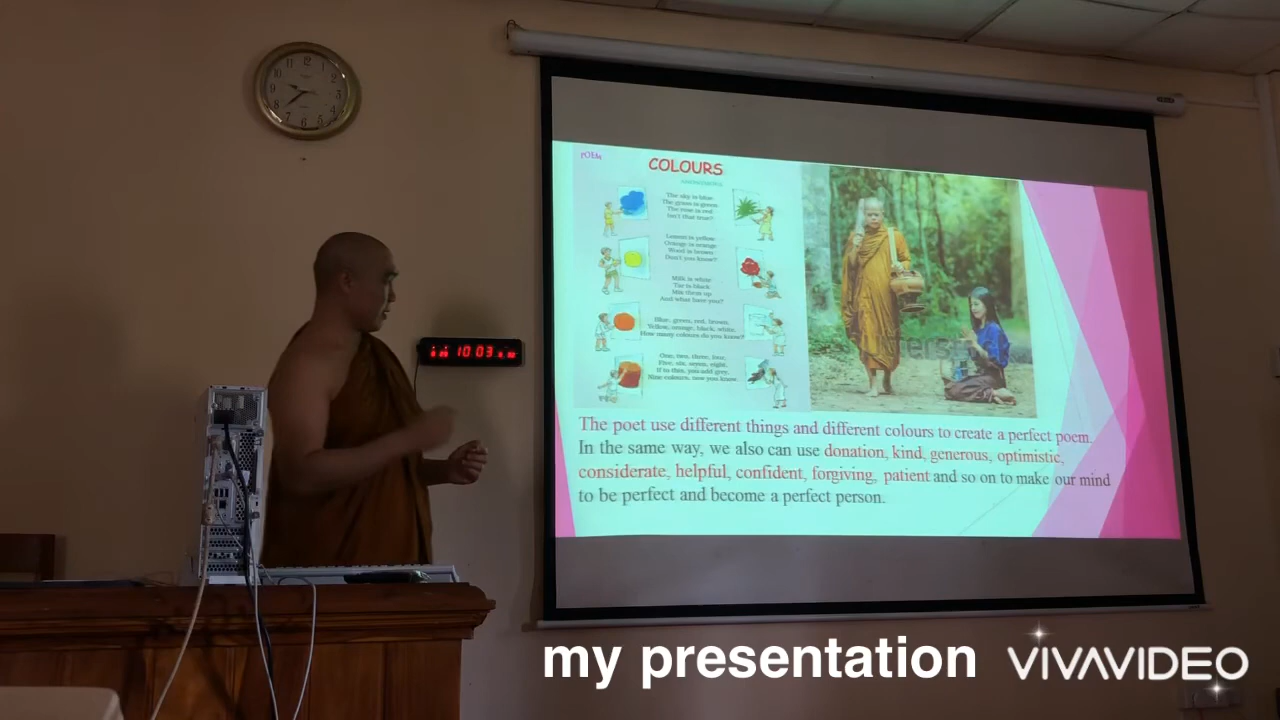 POEM
COLOURS
The sky is blue
The grass is green
The rose is red
Isn't that true?
Lemon is yellow
Orange is orange
Wood is brown
Don't you know?
Milk is white
Tar is black
Mix them up
And what have you?
Blue, green, red, brown,
Yellow, orange, black, white,
How many colours do you know?
One, two, three, four,
Five, six, seven, eight,
If to this, you add grey,
Nine colours, now you know.
The poet use different things and different colours to create a perfect poem.
In the same way, we also can use donation, kind, generous, optimistic,
considerate, helpful, confident, forgiving, patient and so on to make our mind
to be perfect and become a perfect person.
10 03
my presentation
VIVAVIDEO